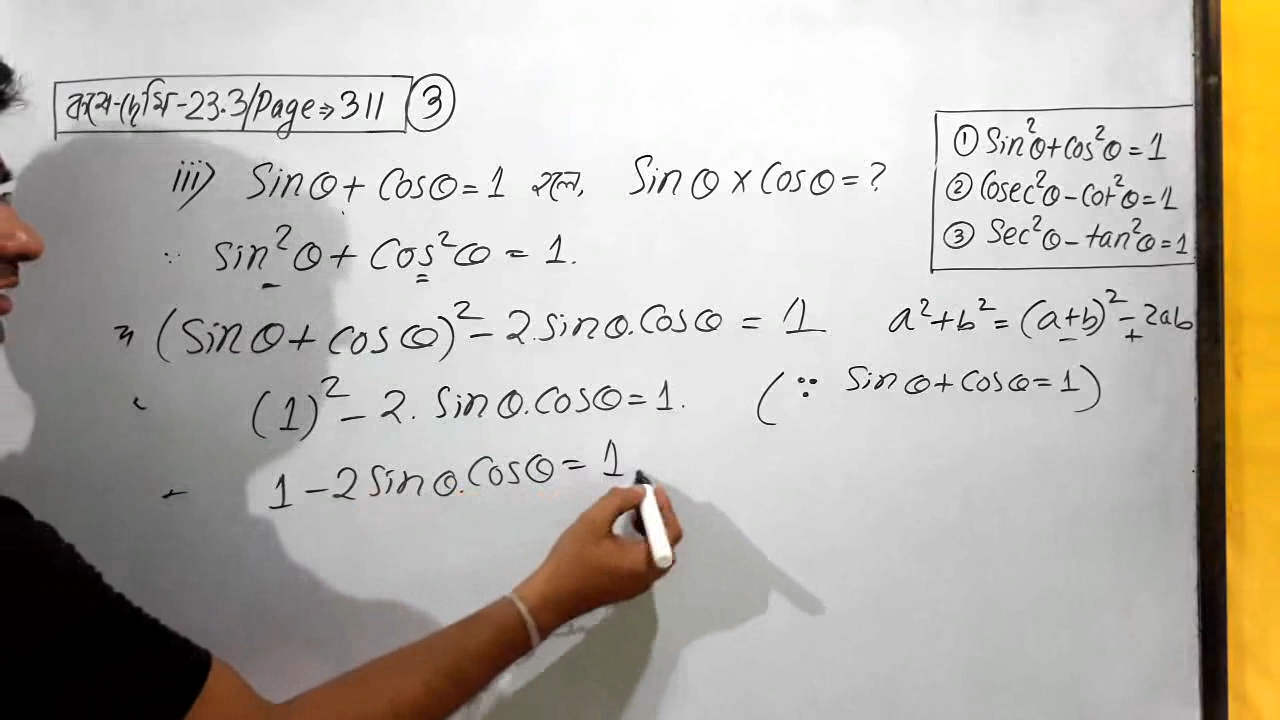 কষে-দেখি-23.3/Page⇒311 ③
iii) Sinθ + Cosθ = 1 হলে, Sinθ × Cosθ = ?
∵ Sin²θ + Cos²θ = 1.
(Sinθ + Cosθ)² - 2.Sinθ.Cosθ = 1
(1)² - 2. Sinθ.Cosθ = 1.
1 - 2Sinθ.Cosθ = 1
① Sin²θ + Cos²θ = 1
② Cosec²θ - Cot²θ = 1
③ Sec²θ - tan²θ = 1
a² + b² = (a+b)² - 2ab
- +
(∵ Sinθ + Cosθ = 1)